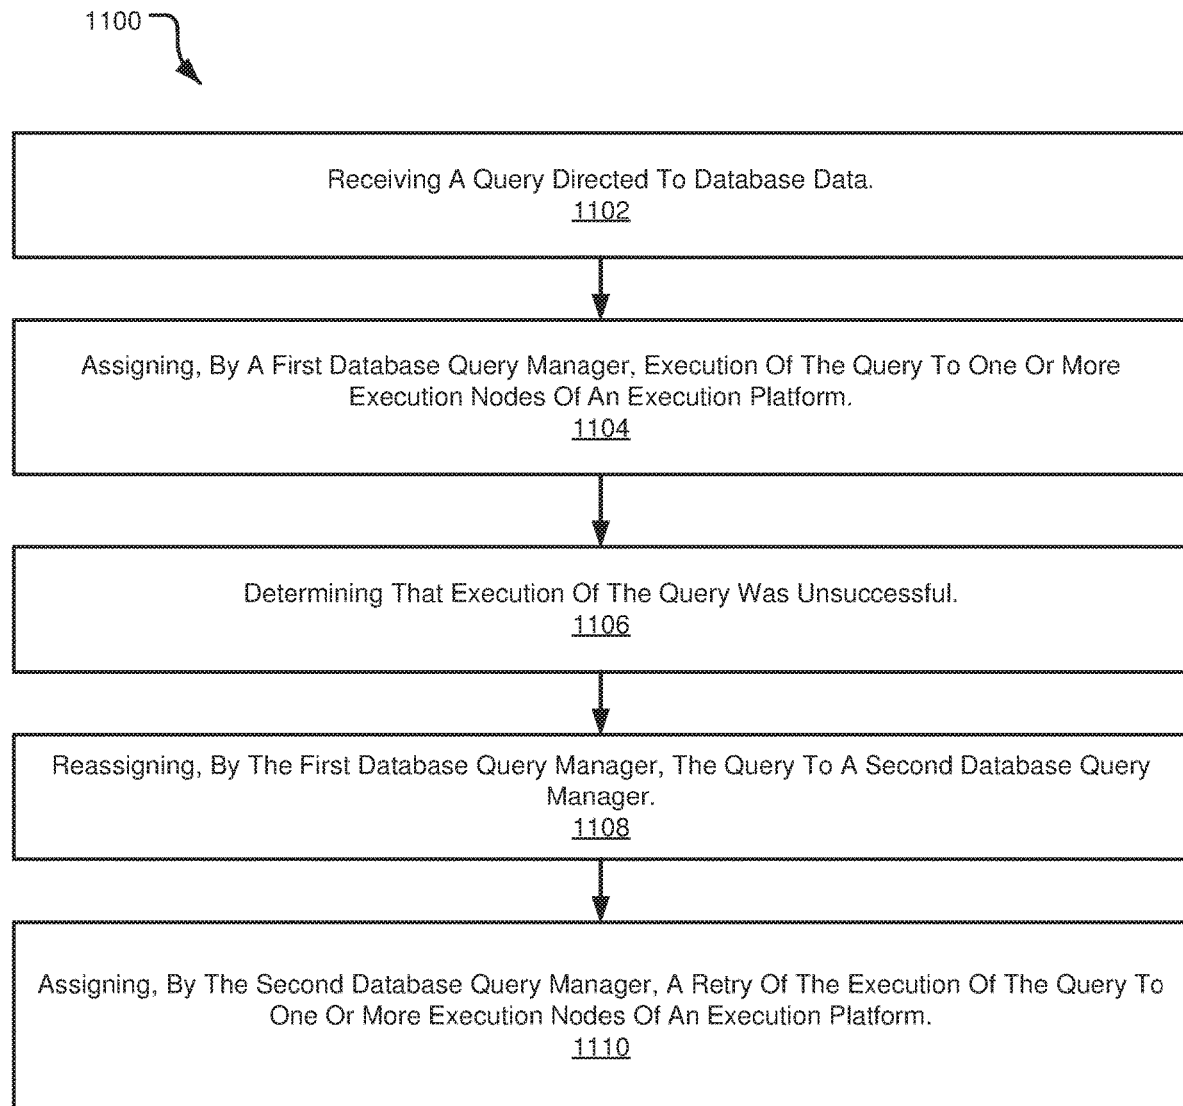 1100
Receiving A Query Directed To Database Data.
1102
Assigning, By A First Database Query Manager, Execution Of The Query To One Or More
Execution Nodes Of An Execution Platform.
1104
Determining That Execution Of The Query Was Unsuccessful.
1106
Reassigning, By The First Database Query Manager, The Query To A Second Database Query
Manager.
1108
Assigning, By The Second Database Query Manager, A Retry Of The Execution Of The Query To
One Or More Execution Nodes Of An Execution Platform.
1110